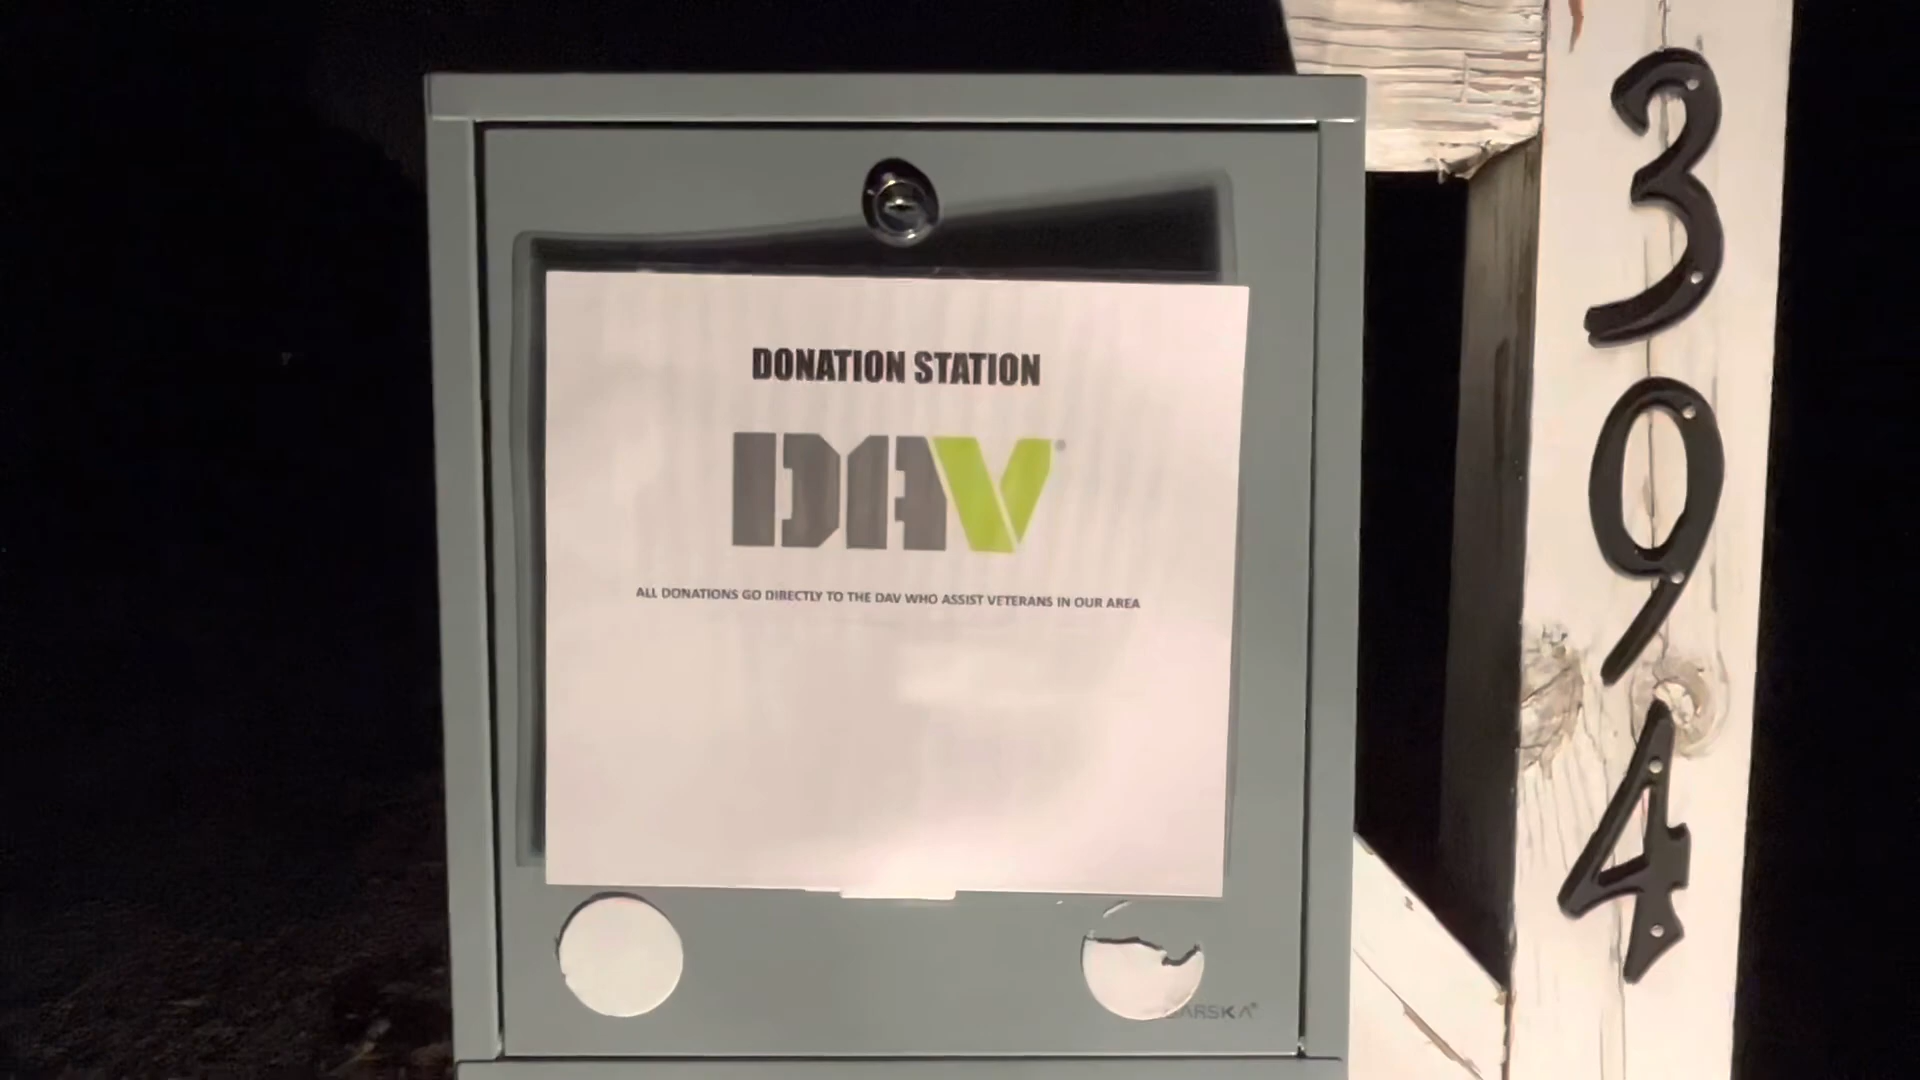 DONATION STATION
DAV
ALL DONATIONS GO DIRECTLY TO THE DAV WHO ASSIST VETERANS IN OUR AREA
394